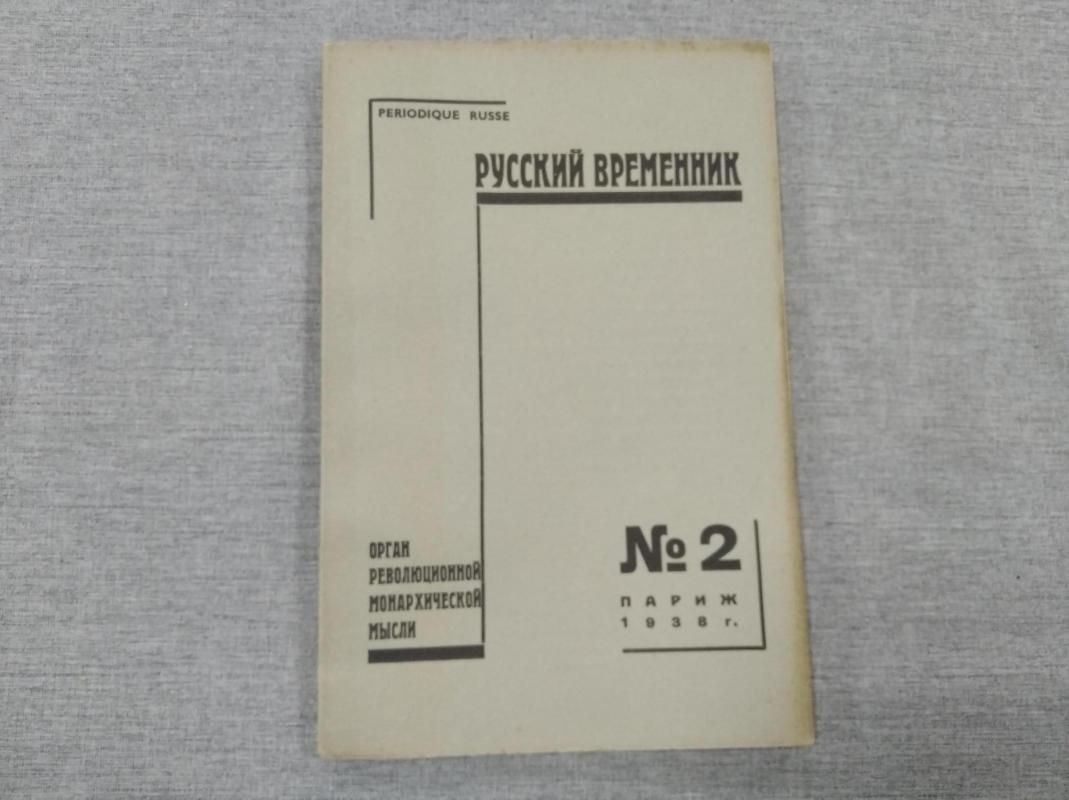 PERIODIQUE RUSSE
РУССКИЙ ВРЕМЕННИК
ОРГАН
РЕВОЛЮЦИОННОЙ
МОНАРХИЧЕСКОЙ
МЫСЛИ
№ 2
ПАРИЖ
1938 г.